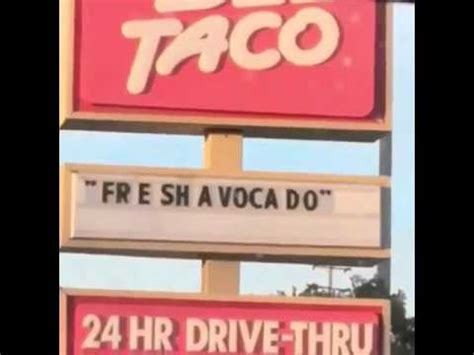 TACO
"FR E SH A VOCA DO"
24 HR DRIVE-THRU